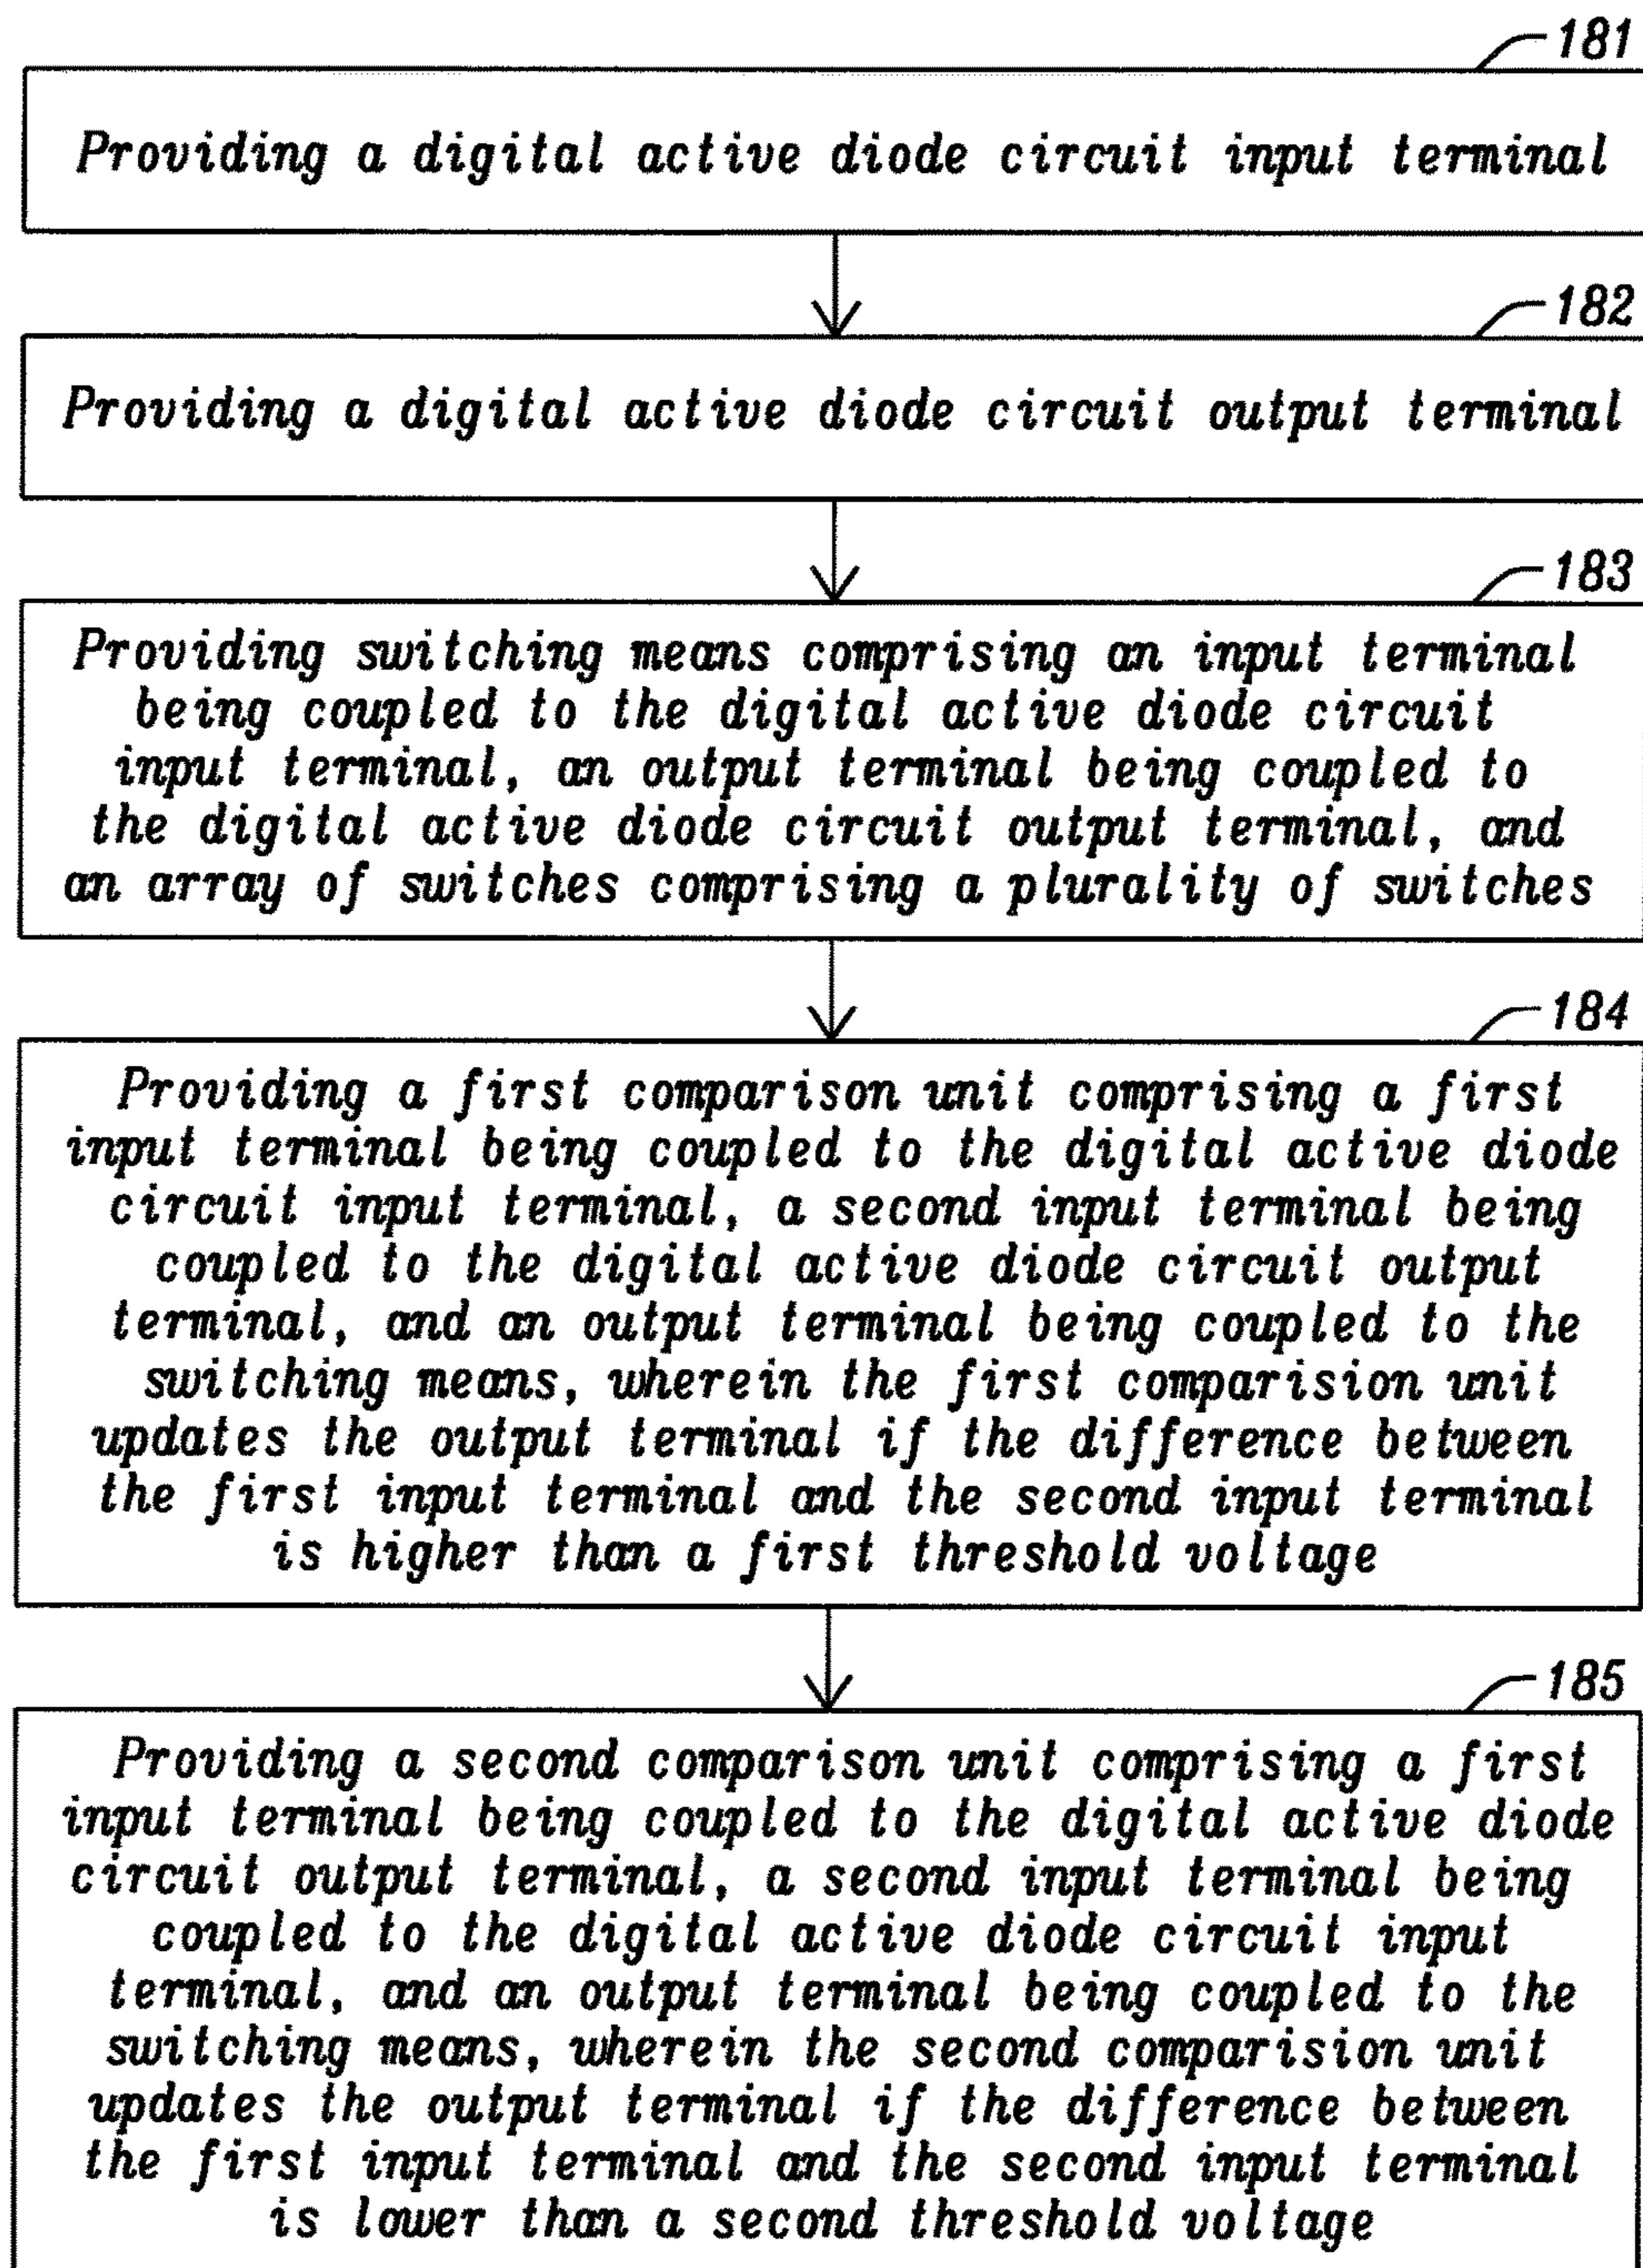 181
Providing a digital active diode circuit input terminal
182
Providing a digital active diode circuit output terminal
183
Providing switching means comprising an input terminal
being coupled to the digital active diode circuit
input terminal, an output terminal being coupled to
the digital active diode circuit output terminal, and
an array of switches comprising a plurality of switches
184
Providing a first comparison unit comprising a first
input terminal being coupled to the digital active diode
circuit input terminal, a second input terminal being
coupled to the digital active diode circuit output
terminal, and an output terminal being coupled to the
switching means, wherein the first comparision unit
updates the output terminal if the difference between
the first input terminal and the second input terminal
is higher than a first threshold voltage
185
Providing a second comparison unit comprising a first
input terminal being coupled to the digital active diode
circuit output terminal, a second input terminal being
coupled to the digital active diode circuit input
terminal, and an output terminal being coupled to the
switching means, wherein the second comparision unit
updates the output terminal if the difference between
the first input terminal and the second input terminal
is lower than a second threshold voltage